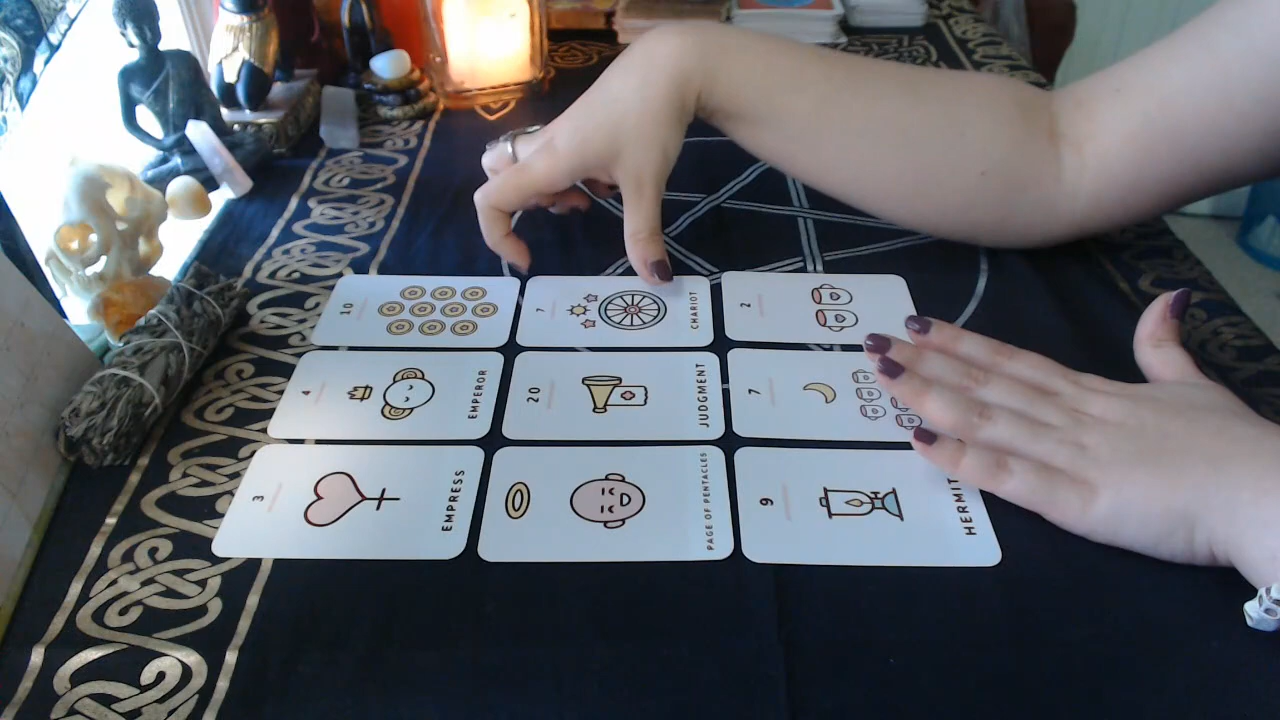 10
7
CHARIOT
2
4
EMPEROR
20
JUDGMENT
7
3
EMPRESS
PAGE OF PENTACLES
9
HERMIT